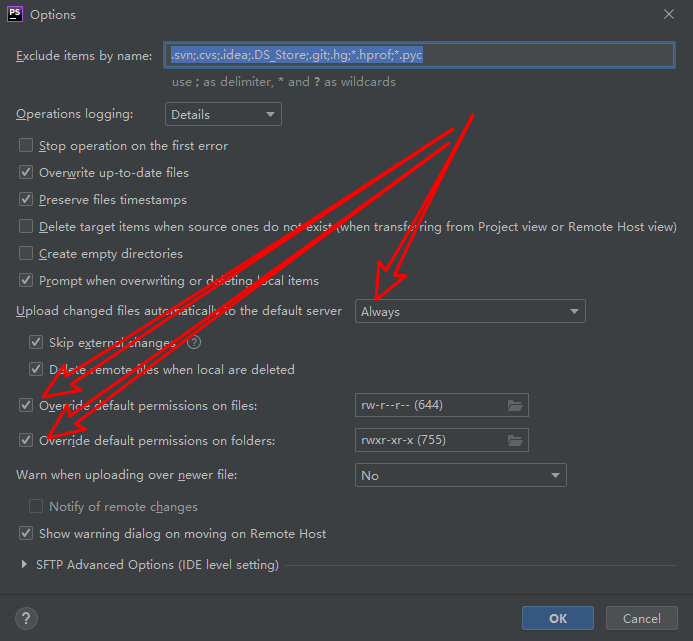 PS Options
Exclude items by name: .svn;.cvs;.idea;.DS_Store;.git;.hg;*.hprof;*.pyc
use ; as delimiter, * and ? as wildcards
Operations logging: Details
Stop operation on the first error
Overwrite up-to-date files
Preserve files timestamps
Delete target items when source ones do not exist (when transferring from Project view or Remote Host view)
Create empty directories
Prompt when overwriting or deleting local items
Upload changed files automatically to the default server Always
Skip external changes ?
Delete remote files when local are deleted
Override default permissions on files: rw-r--r-- (644)
Override default permissions on folders: rwxr-xr-x (755)
Warn when uploading over newer file: No
Notify of remote changes
Show warning dialog on moving on Remote Host
SFTP Advanced Options (IDE level setting)
? OK Cancel